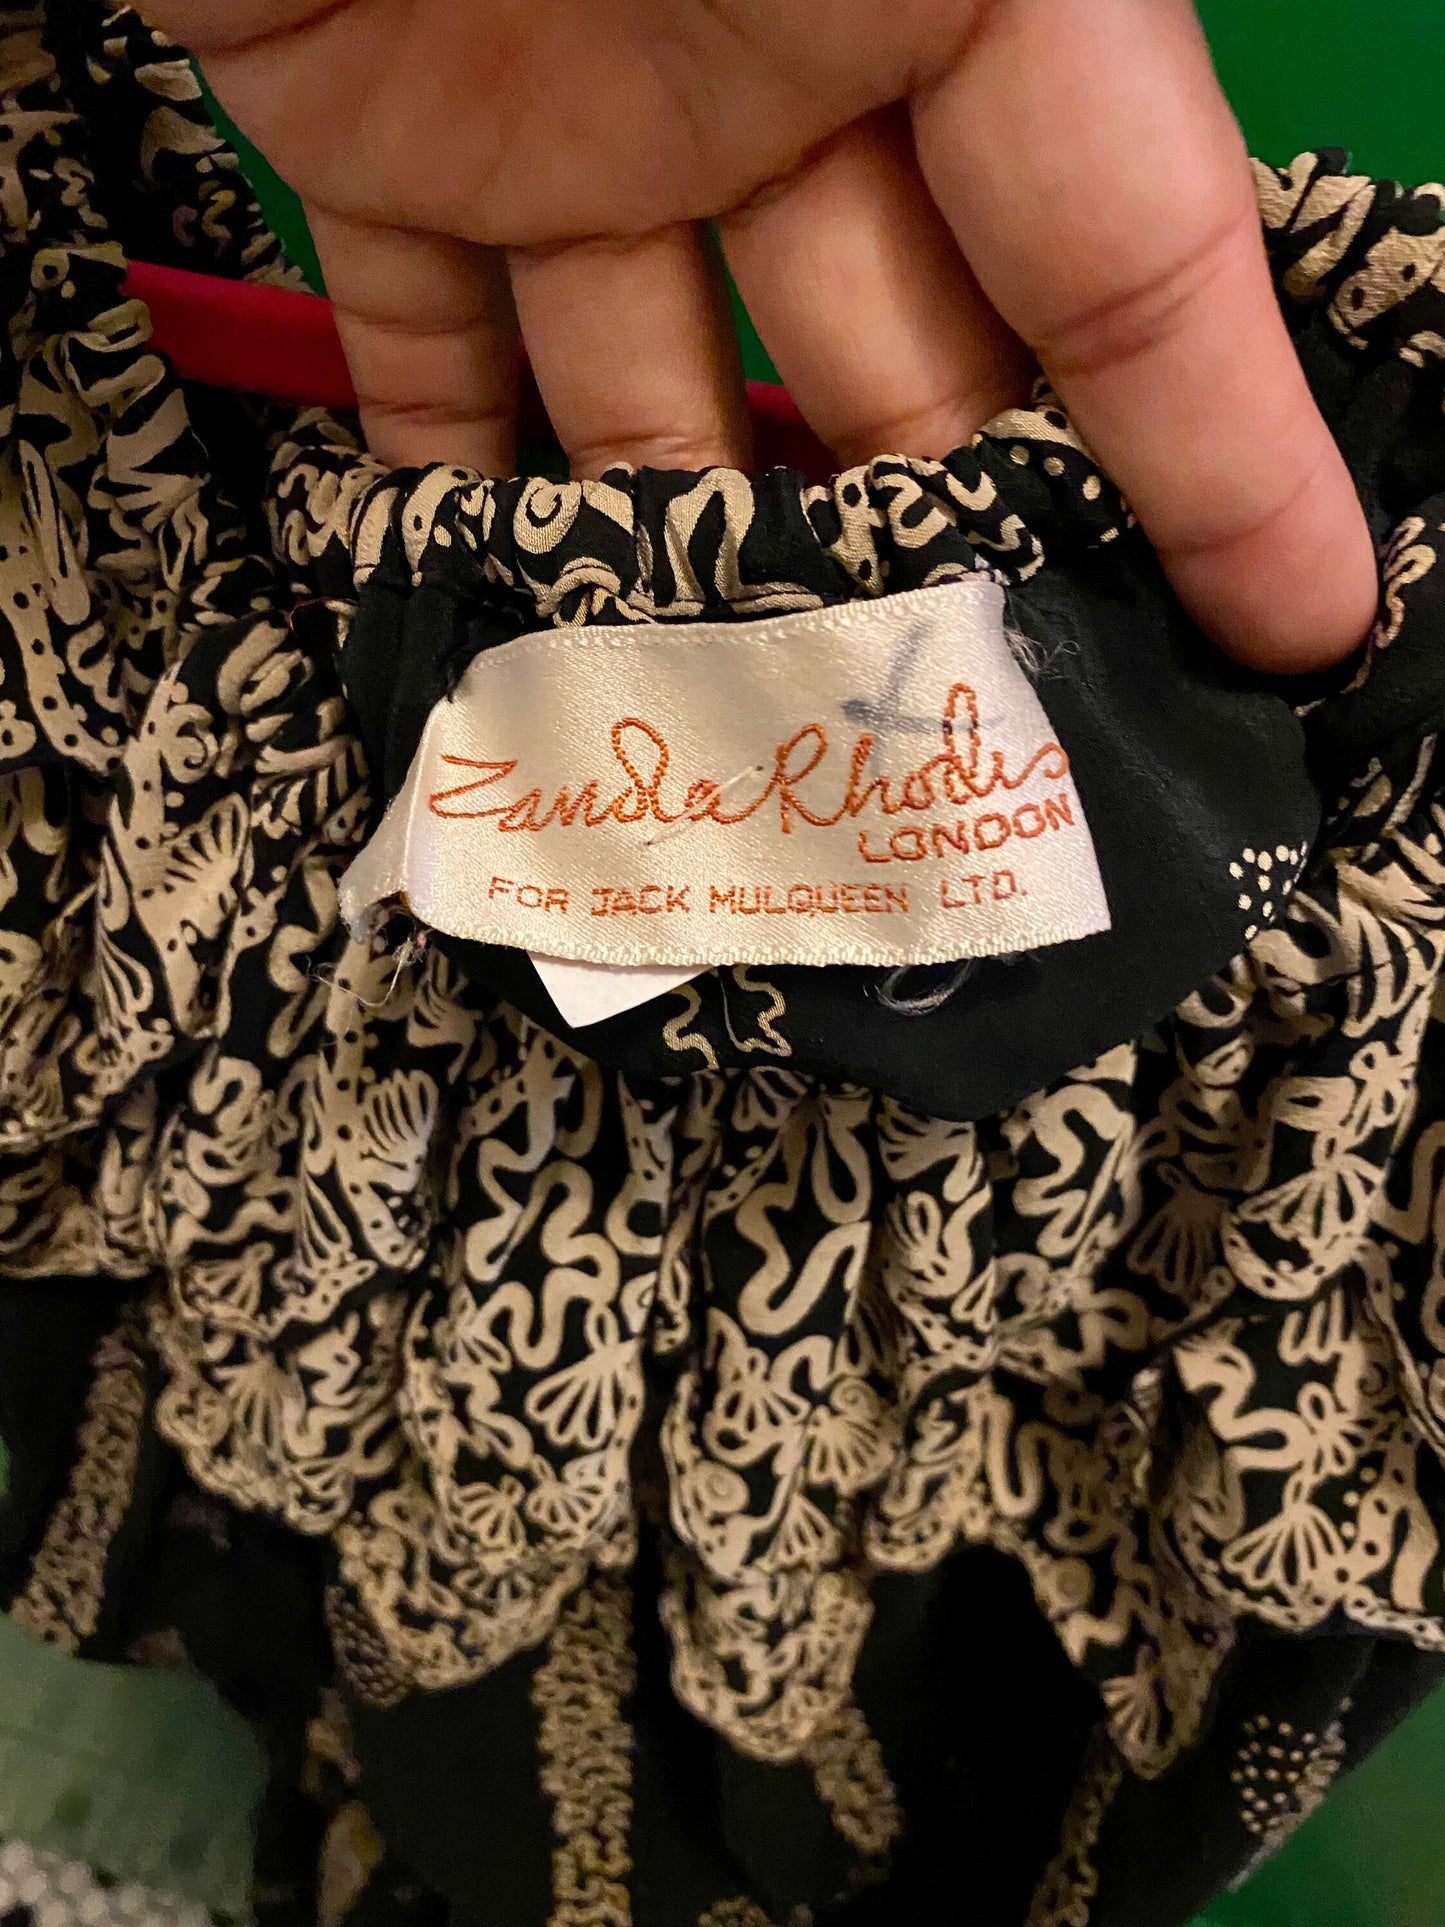 Zandra Rhodes
LONDON
FOR JACK MULQUEEN LTD.